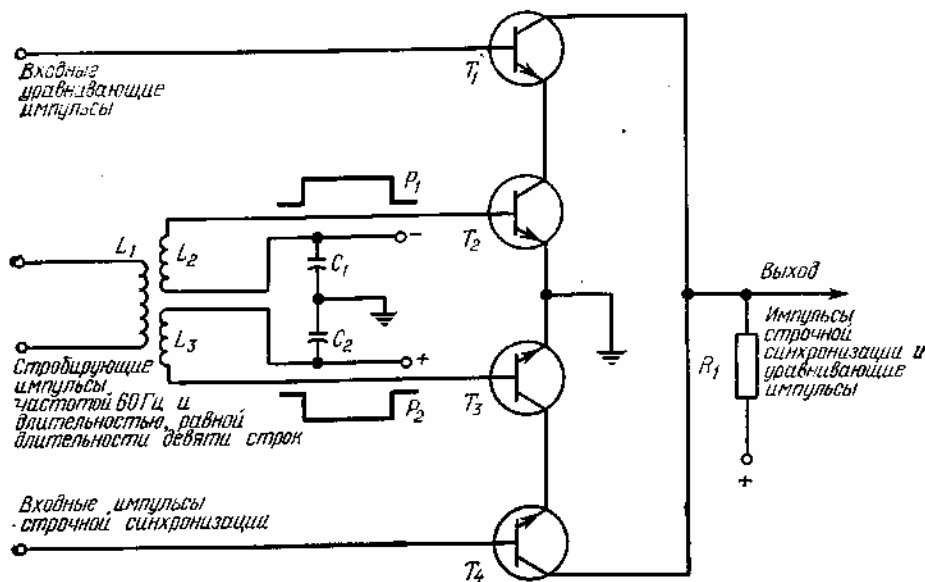 Входные
уравнивающие
импульсы
T₁
P₁
T₂
L₁
L₂
−
C₁
C₂
L₃
+
Выход
Импульсы
строчной
синхронизации и
уравнивающие
импульсы
R₁
+
Стробирующие
импульсы,
частотой 60 Гц и
длительностью, равной
длительности девяти строк
P₂
T₃
Входные импульсы
строчной синхронизации
T₄